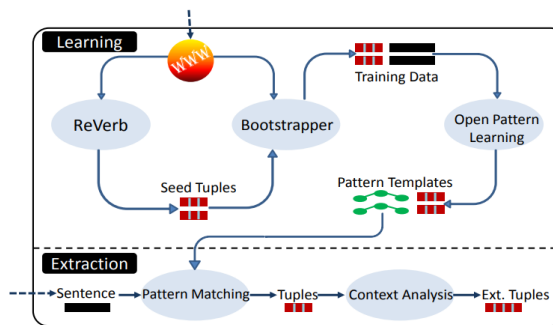 Learning
WWW
Training Data
ReVerb
Bootstrapper
Open Pattern
Learning
Seed Tuples
Pattern Templates
Extraction
Sentence
Pattern Matching
Tuples
Context Analysis
Ext. Tuples